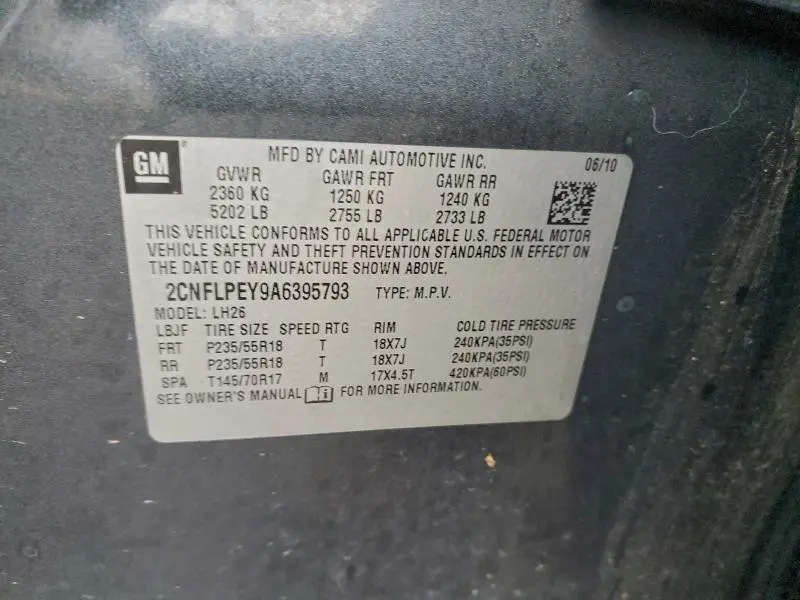 GM
MFD BY CAMI AUTOMOTIVE INC. 06/10
GVWR GAWR FRT GAWR RR
2360 KG 1250 KG 1240 KG
5202 LB 2755 LB 2733 LB
THIS VEHICLE CONFORMS TO ALL APPLICABLE U.S. FEDERAL MOTOR
VEHICLE SAFETY AND THEFT PREVENTION STANDARDS IN EFFECT ON
THE DATE OF MANUFACTURE SHOWN ABOVE.
2CNFLPEY9A6395793 TYPE: M.P.V.
MODEL: LH26
LBJF TIRE SIZE SPEED RTG RIM COLD TIRE PRESSURE
FRT P235/55R18 T 18X7J 240KPA(35PSI)
RR P235/55R18 T 18X7J 240KPA(35PSI)
SPA T145/70R17 M 17X4.5T 420KPA(60PSI)
SEE OWNER'S MANUAL FOR MORE INFORMATION.